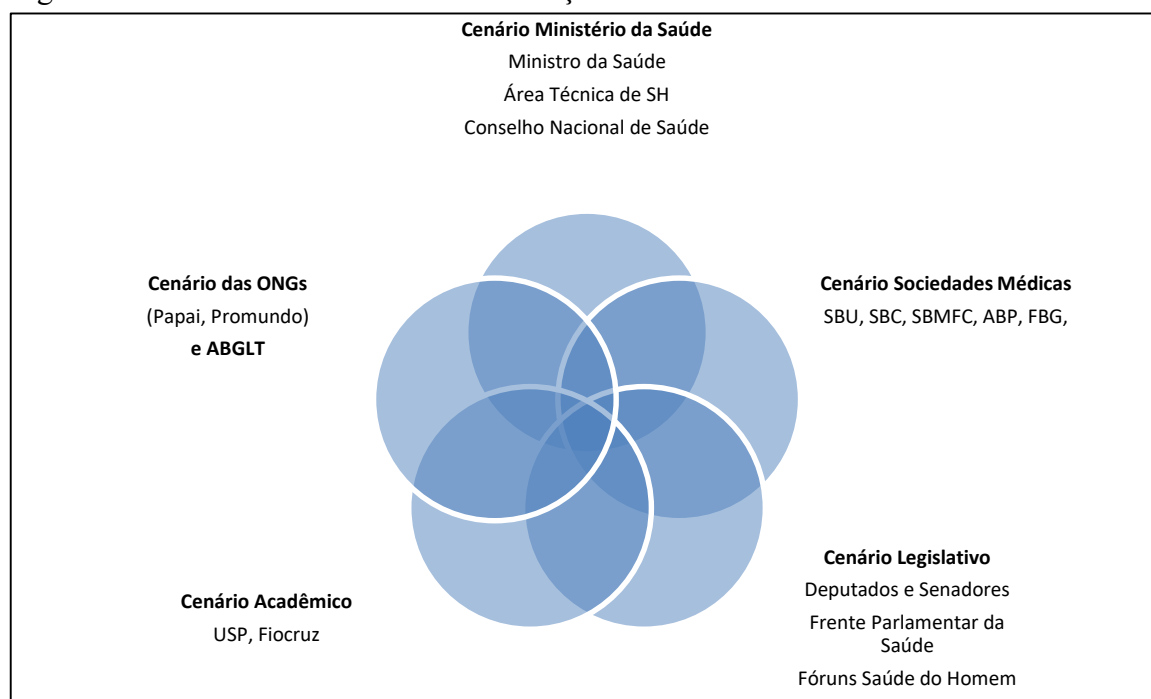 Cenário Ministério da Saúde
Ministro da Saúde
Área Técnica de SH
Conselho Nacional de Saúde
Cenário das ONGs
(Papai, Promundo)
e ABGLT
Cenário Sociedades Médicas
SBU, SBC, SBMFC, ABP, FBG,
Cenário Acadêmico
USP, Fiocruz
Cenário Legislativo
Deputados e Senadores
Frente Parlamentar da
Saúde
Fóruns Saúde do Homem